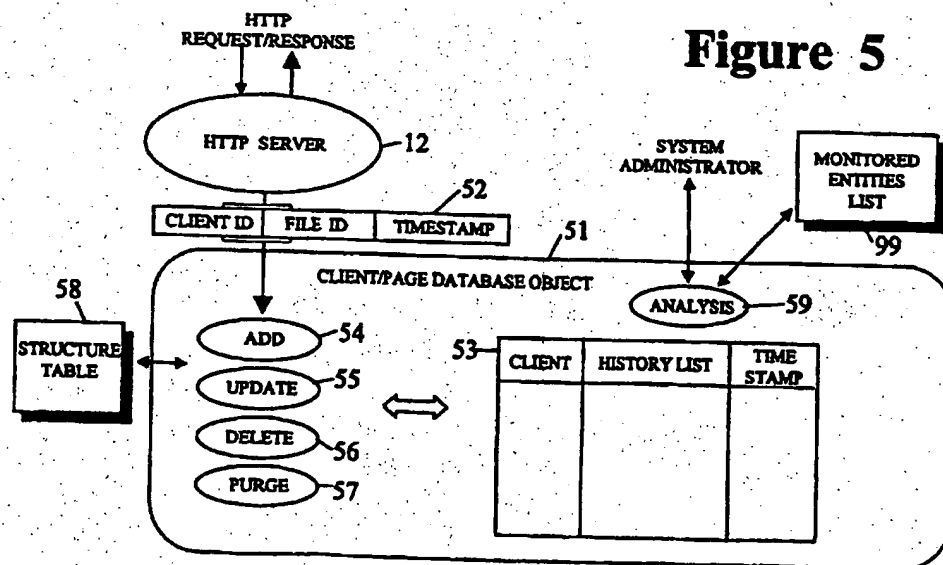 HTTP
REQUEST/RESPONSE
Figure 5
HTTP SERVER
12
SYSTEM
ADMINISTRATOR
MONITORED
ENTITIES
LIST
99
52
CLIENT ID FILE ID TIMESTAMP
51
CLIENT/PAGE DATABASE OBJECT
58
STRUCTURE
TABLE
ANALYSIS
59
ADD
54
UPDATE
55
DELETE
56
PURGE
57
53
CLIENT HISTORY LIST TIME
STAMP